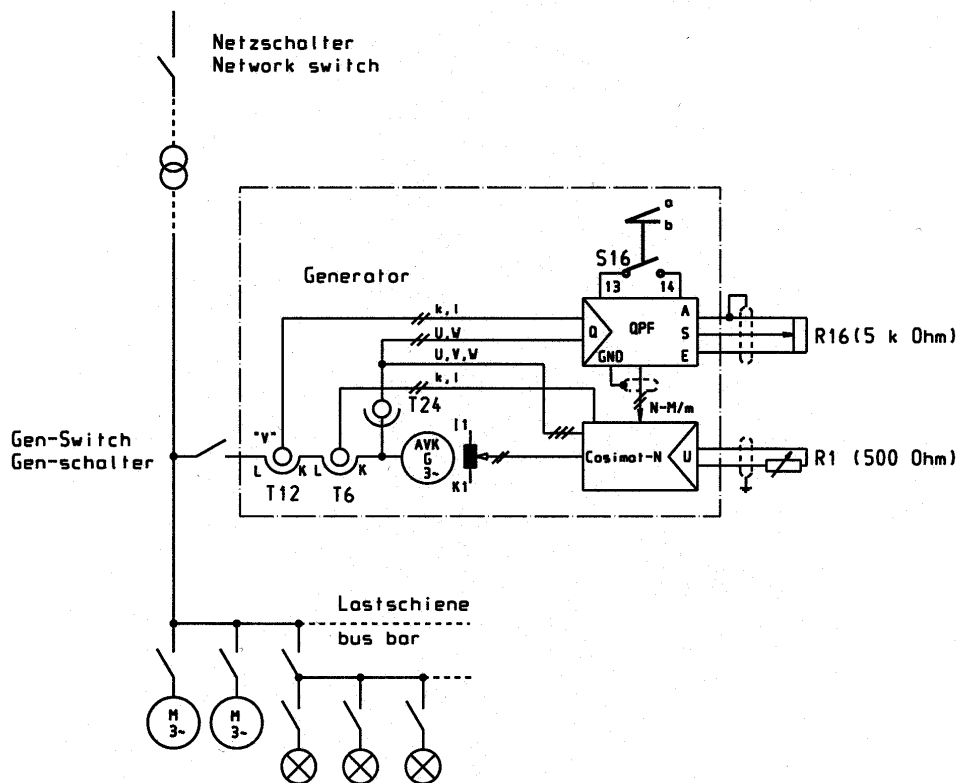 Netzschalter
Network switch
Generator
a
b
S16
13
14
k,l
U,W
U,V,W
k,l
Q
QPF
GND
A
S
E
R16(5 k Ohm)
T24
N-M/m
Gen-Switch
Gen-schalter
"V"
L
K
T12
L
K
T6
AVK
G
3~
I1
K1
Cosimat-N
U
R1 (500 Ohm)
Lastschiene
bus bar
M
3~
M
3~